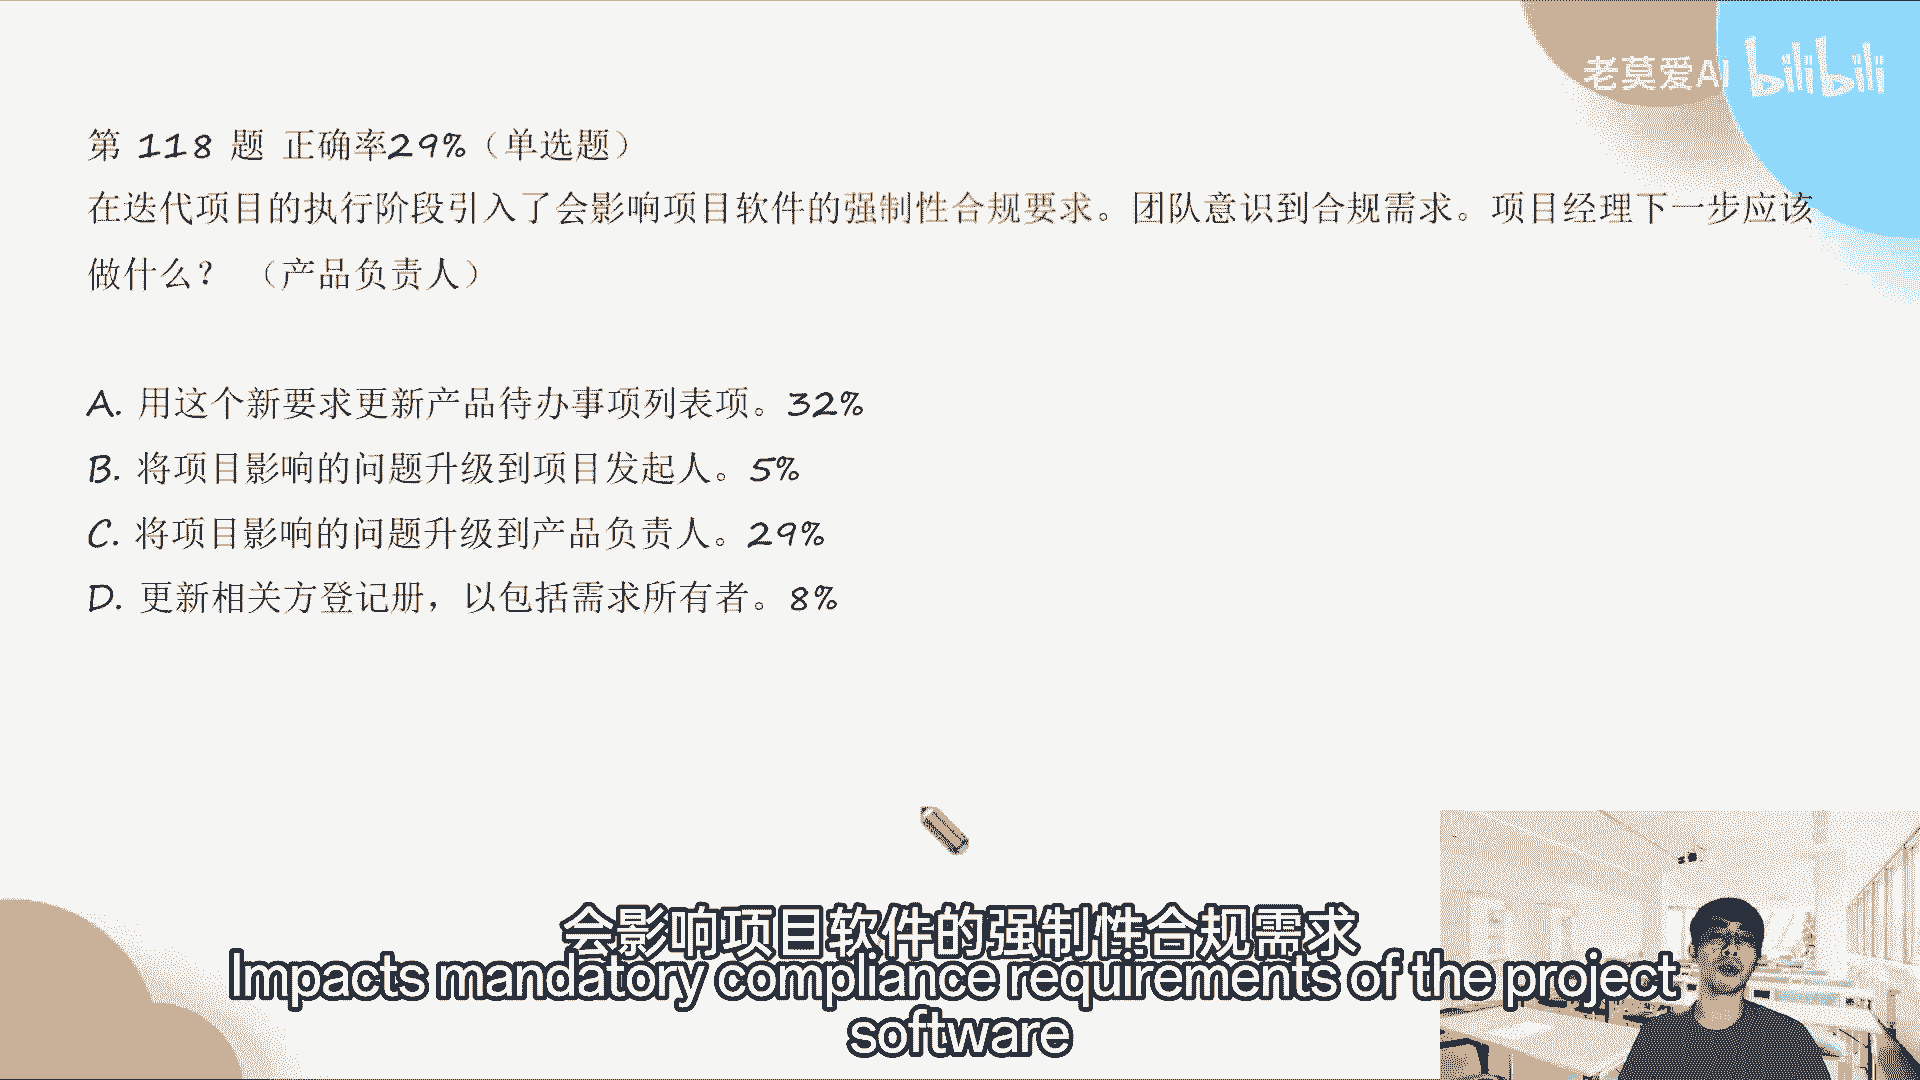 老莫爱AI bilibili
第 118 题 正确率29%（单选题）
在迭代项目的执行阶段引入了会影响项目软件的强制性合规要求。团队意识到合规需求。项目经理下一步应该
做什么？ （产品负责人）
A. 用这个新要求更新产品待办事项列表项。32%
B. 将项目影响的问题升级到项目发起人。5%
C. 将项目影响的问题升级到产品负责人。29%
D. 更新相关方登记册，以包括需求所有者。8%
会影响项目软件的强制性合规需求
Impacts mandatory compliance requirements of the project
software